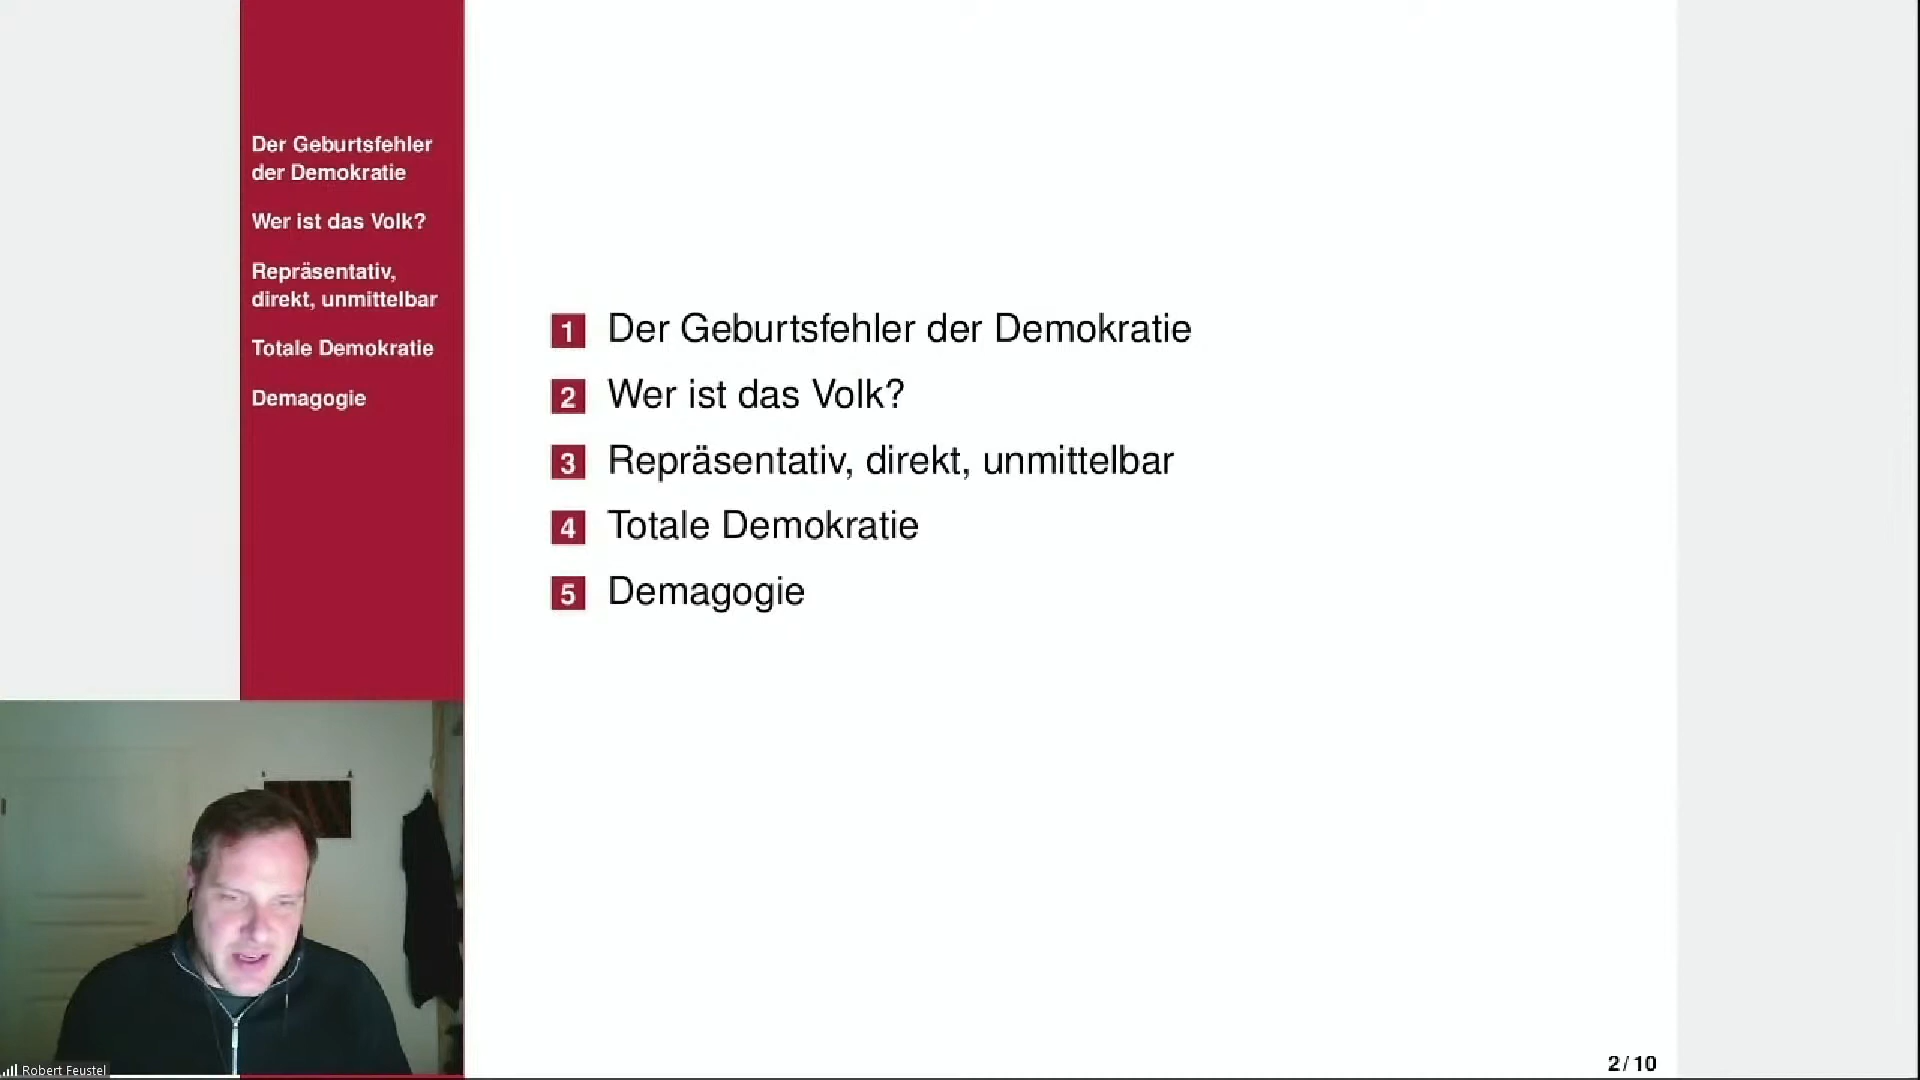 Der Geburtsfehler
der Demokratie
Wer ist das Volk?
Repräsentativ,
direkt, unmittelbar
Totale Demokratie
Demagogie
1 Der Geburtsfehler der Demokratie
2 Wer ist das Volk?
3 Repräsentativ, direkt, unmittelbar
4 Totale Demokratie
5 Demagogie
Robert Feustel
2/10